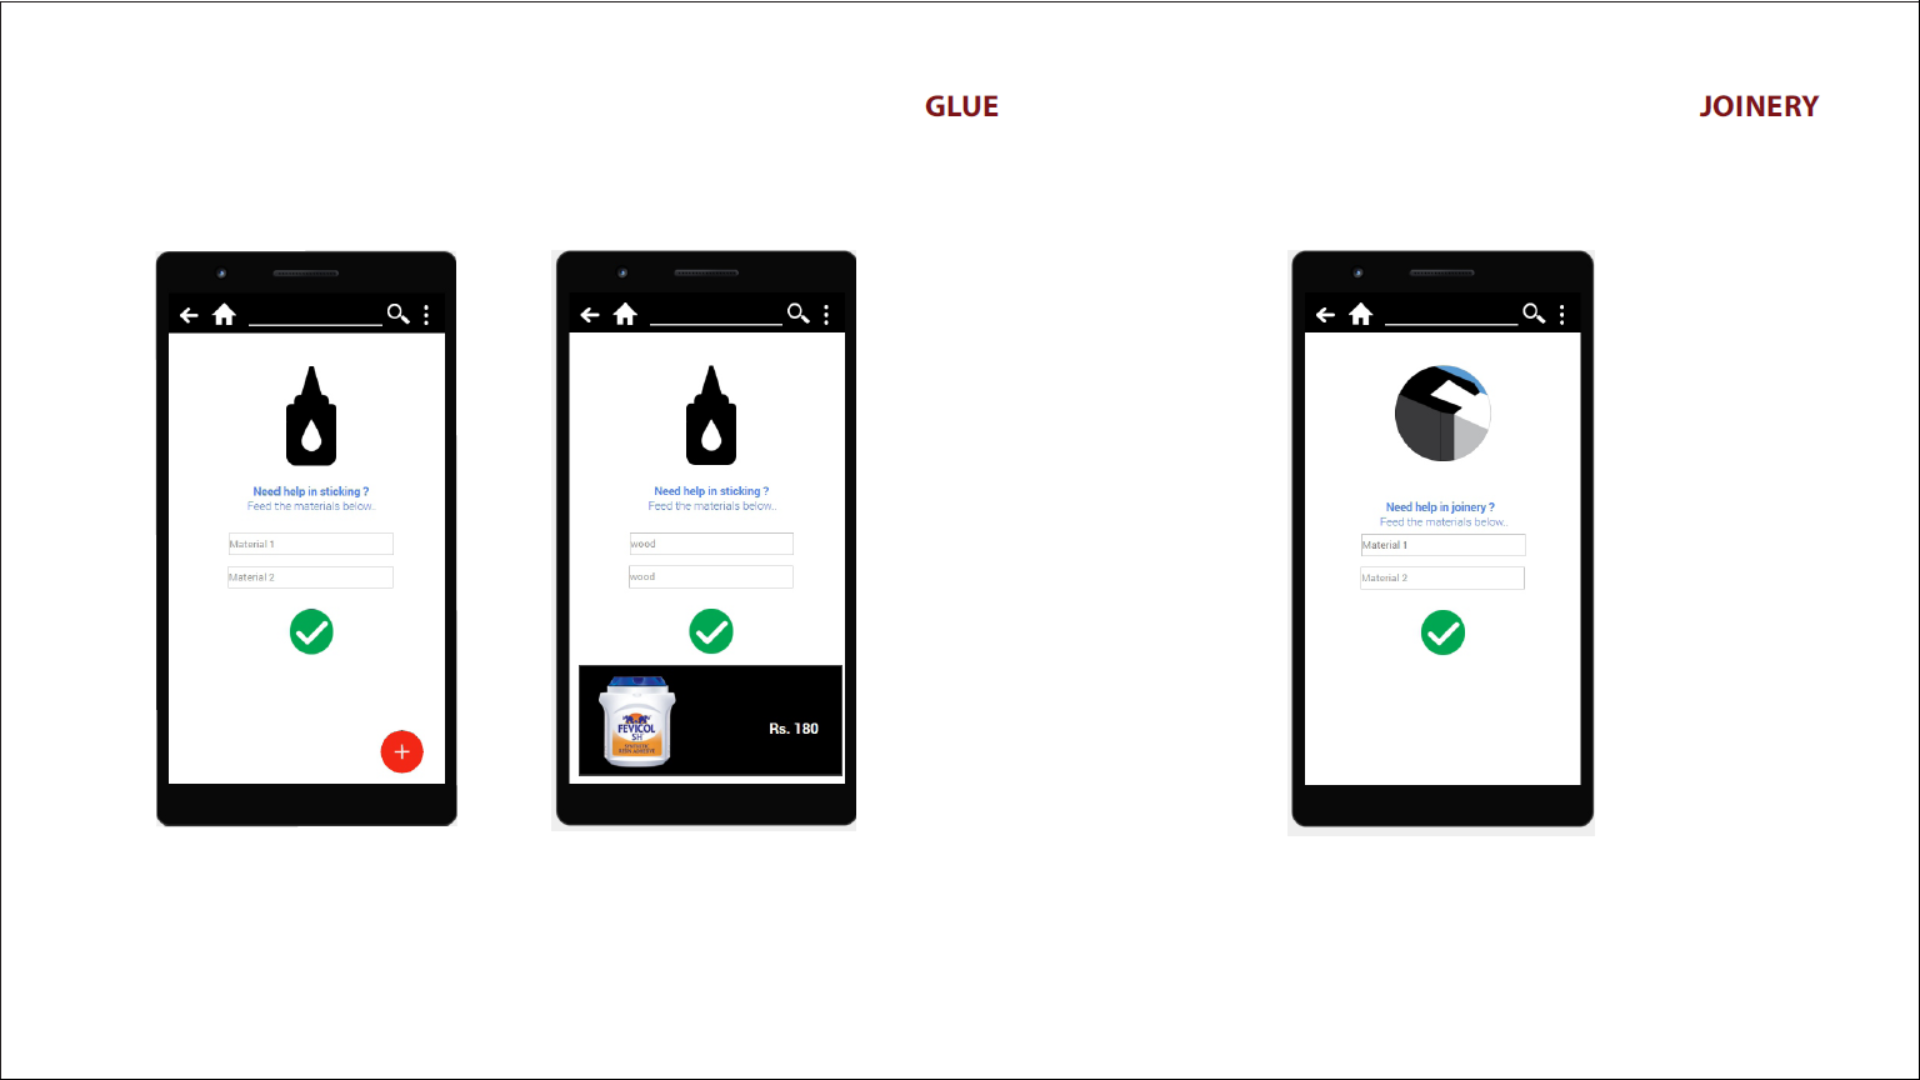 GLUE
JOINERY
Need help in sticking ?
Feed the materials below..
Material 1
Material 2
Need help in sticking ?
Feed the materials below..
wood
wood
FEVICOL
SH
Rs. 180
Need help in joinery ?
Feed the materials below..
Material 1
Material 2